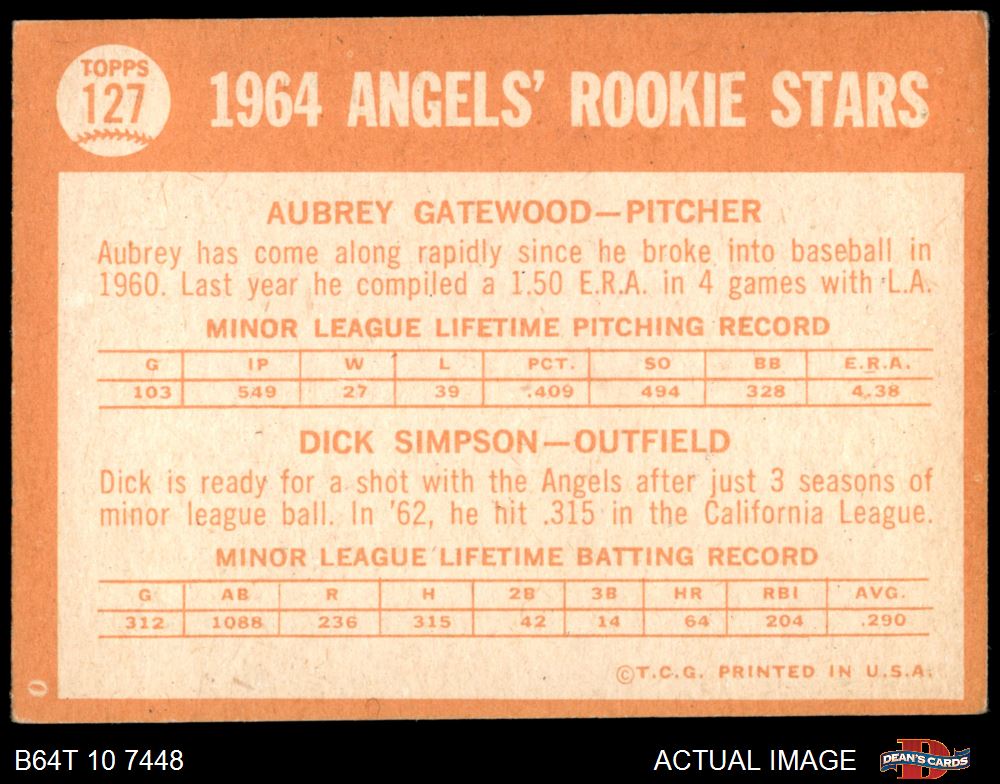 TOPPS
127
1964 ANGELS' ROOKIE STARS
AUBREY GATEWOOD—PITCHER
Aubrey has come along rapidly since he broke into baseball in
1960. Last year he compiled a 1.50 E.R.A. in 4 games with L.A.
MINOR LEAGUE LIFETIME PITCHING RECORD
G IP W L PCT. SO BB E.R.A.
103 549 27 39 .409 494 328 4.38
DICK SIMPSON—OUTFIELD
Dick is ready for a shot with the Angels after just 3 seasons of
minor league ball. In '62, he hit .315 in the California League.
MINOR LEAGUE LIFETIME BATTING RECORD
G AB R H 2B 3B HR RBI AVG.
312 1088 236 315 42 14 64 204 .290
©T.C.G. PRINTED IN U.S.A.
0
B64T 10 7448
ACTUAL IMAGE
D
DEAN'S CARDS